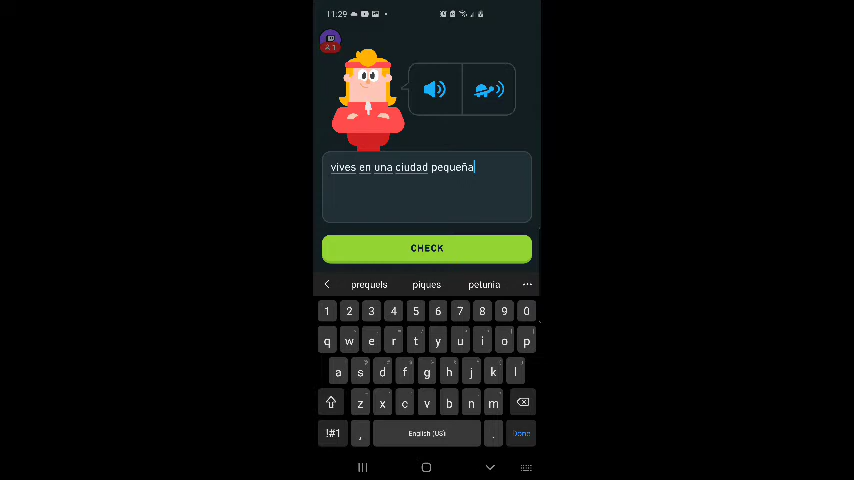 11:29
1
vives en una ciudad pequeña
CHECK
prequels piques petunia
1 2 3 4 5 6 7 8 9 0
q w e r t y u i o p
a s d f g h j k l
z x c v b n m
!#1 , English (US) . Done